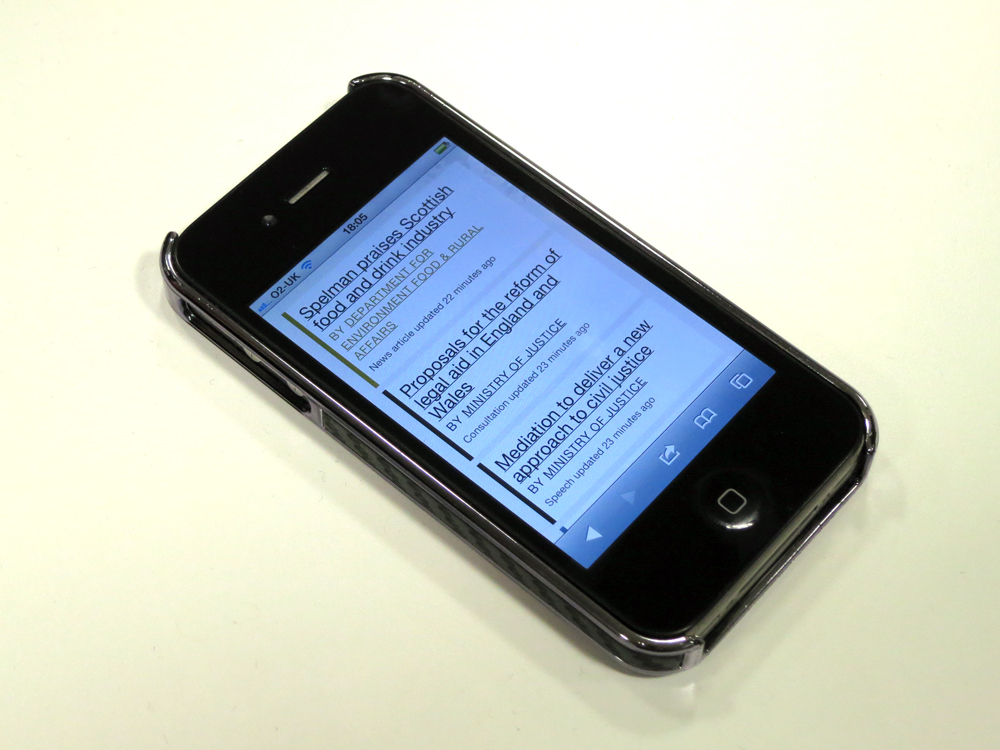 O2-UK 18:05
Spelman praises Scottish
food and drink industry
BY DEPARTMENT FOR
ENVIRONMENT FOOD & RURAL
AFFAIRS
News article updated 22 minutes ago
Proposals for the reform of
legal aid in England and
Wales
BY MINISTRY OF JUSTICE
Consultation updated 23 minutes ago
Mediation to deliver a new
approach to civil justice
BY MINISTRY OF JUSTICE
Speech updated 23 minutes ago